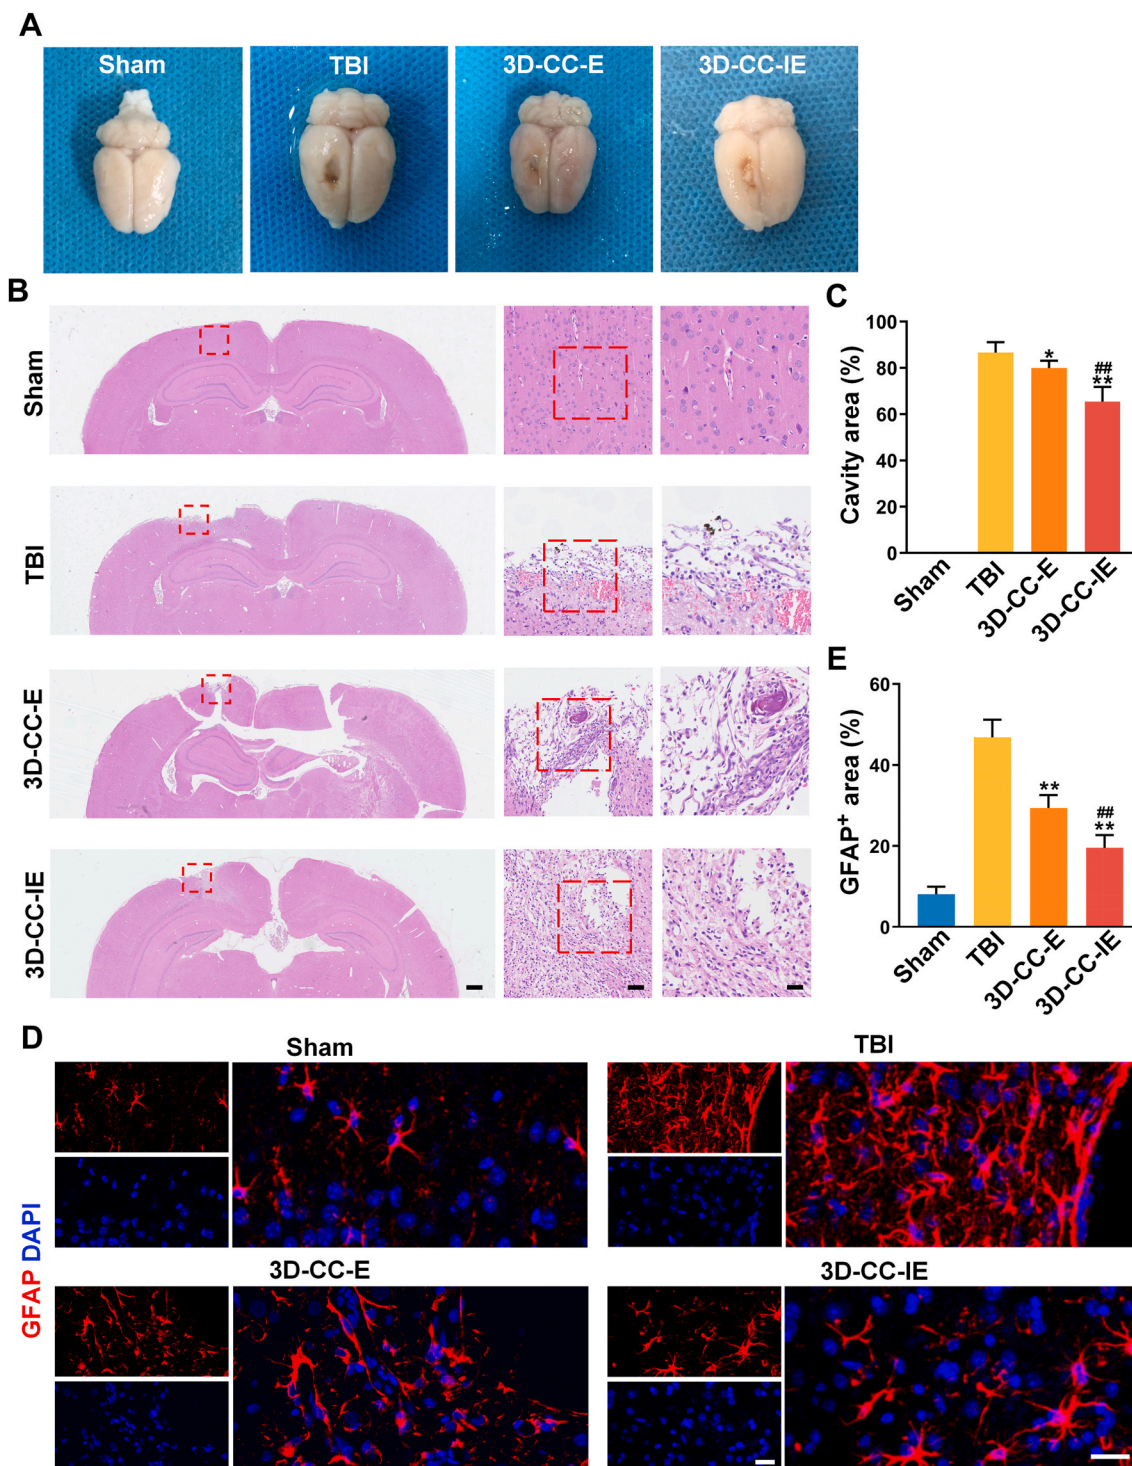 A
Sham
TBI
3D-CC-E
3D-CC-IE
B
Sham
TBI
3D-CC-E
3D-CC-IE
C
Cavity area (%)
100
80
60
40
20
0
*
##
**
Sham
TBI
3D-CC-E
3D-CC-IE
E
GFAP⁺ area (%)
60
40
20
0
**
##
**
Sham
TBI
3D-CC-E
3D-CC-IE
D
GFAP DAPI
Sham
TBI
3D-CC-E
3D-CC-IE